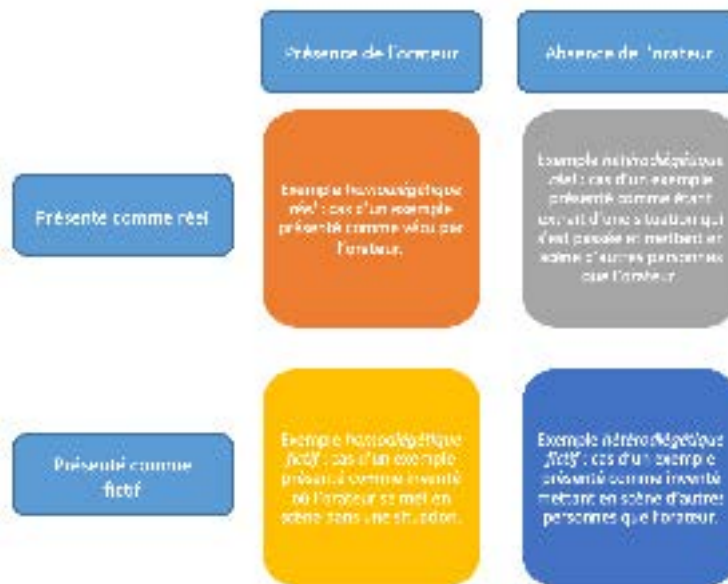 Présence de l'orateur
Absence de l'orateur
Présenté comme réel
Exemple homodiégétique
réel : cas d'un exemple
présenté comme vécu par
l'orateur.
Exemple hétérodiégétique
réel : cas d'un exemple
présenté comme étant
extrait d'une situation qui
s'est passée et mettant en
scène d'autres personnes
que l'orateur
Présenté comme
fictif
Exemple homodiégétique
fictif : cas d'un exemple
présenté comme inventé
où l'orateur se met en
scène dans une situation.
Exemple hétérodiégétique
fictif : cas d'un exemple
présenté comme inventé
mettant en scène d'autres
personnes que l'orateur.